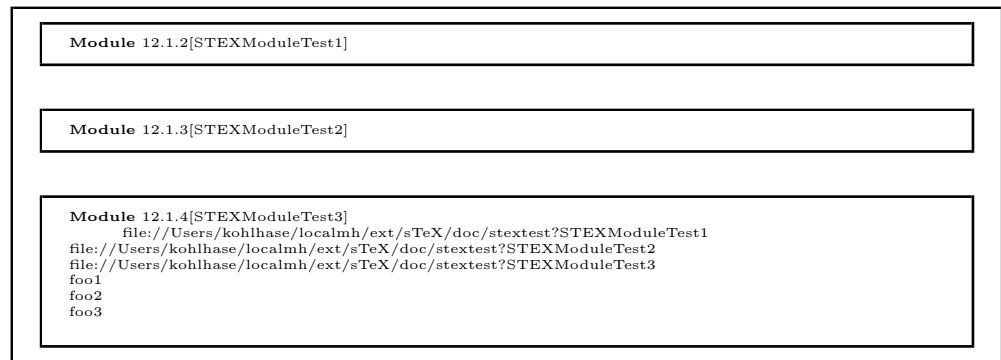 Module 12.1.2[STEXModuleTest1]
Module 12.1.3[STEXModuleTest2]
Module 12.1.4[STEXModuleTest3]
file://Users/kohlhase/localmh/ext/sTeX/doc/stextest?STEXModuleTest1
file://Users/kohlhase/localmh/ext/sTeX/doc/stextest?STEXModuleTest2
file://Users/kohlhase/localmh/ext/sTeX/doc/stextest?STEXModuleTest3
foo1
foo2
foo3